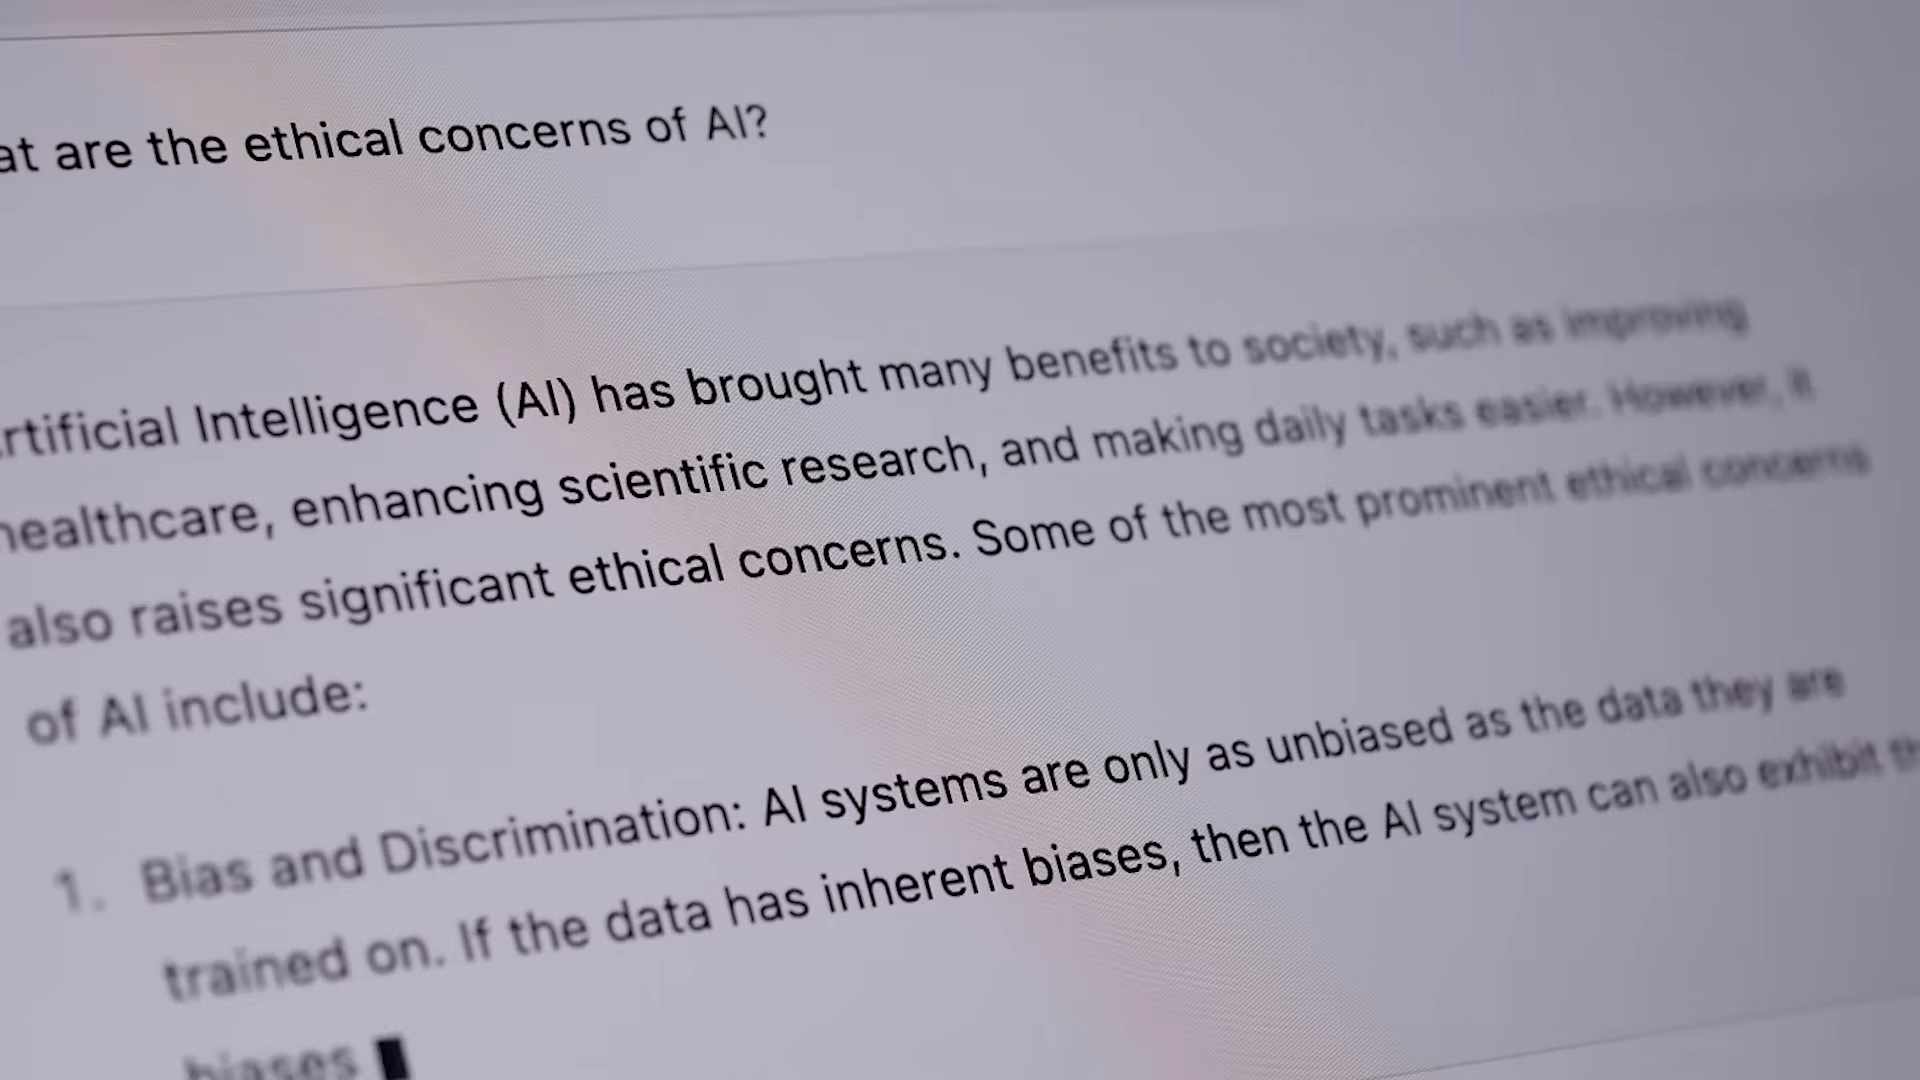 at are the ethical concerns of AI?
rtificial Intelligence (AI) has brought many benefits to society, such as improving
healthcare, enhancing scientific research, and making daily tasks easier. However, it
also raises significant ethical concerns. Some of the most prominent ethical concerns
of AI include:
1. Bias and Discrimination: AI systems are only as unbiased as the data they are
trained on. If the data has inherent biases, then the AI system can also exhibit th
biases